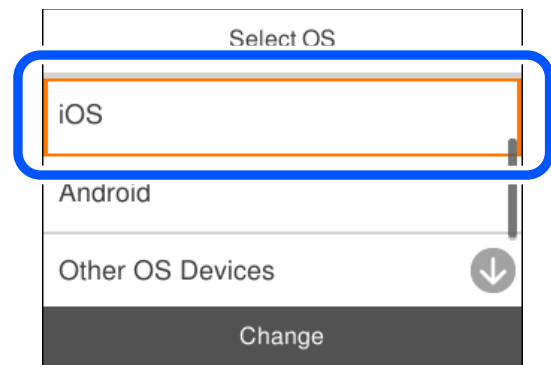 Select OS
iOS
Android
Other OS Devices
Change